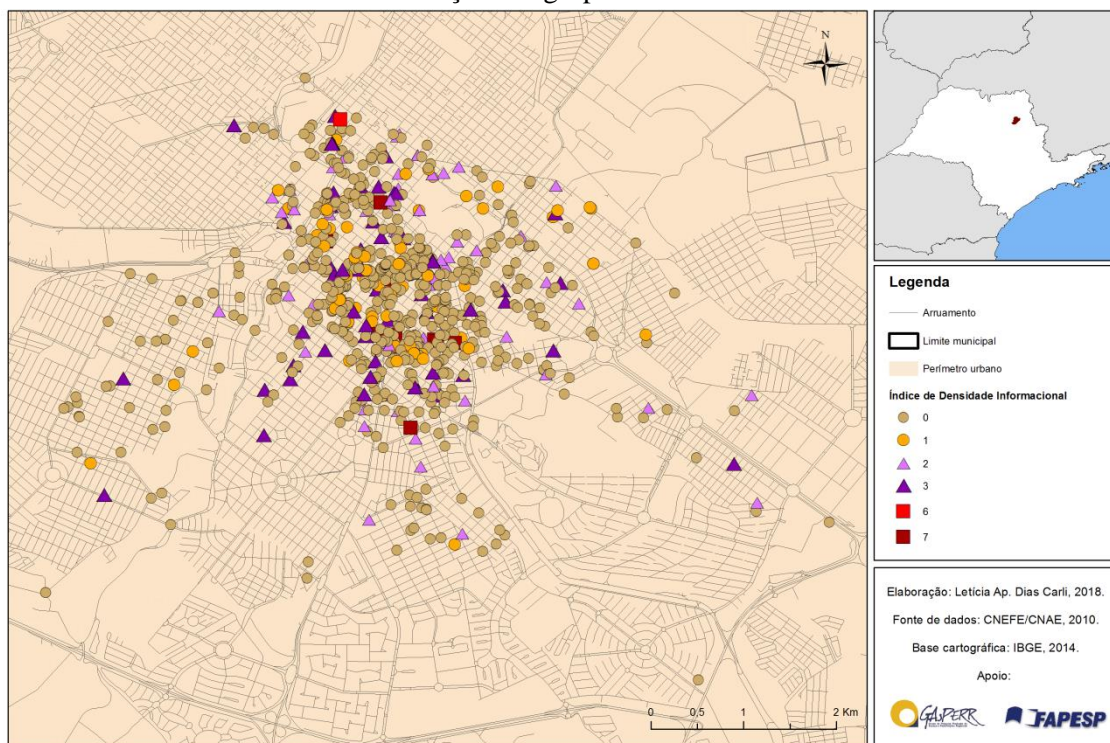 N
0 0,5 1 2 Km
Legenda
Arruamento
Limite municipal
Perímetro urbano
Índice de Densidade Informacional
0
1
2
3
6
7
Elaboração: Letícia Ap. Dias Carli, 2018.
Fonte de dados: CNEFE/CNAE, 2010.
Base cartográfica: IBGE, 2014.
Apoio:
GAsPERR
FAPESP